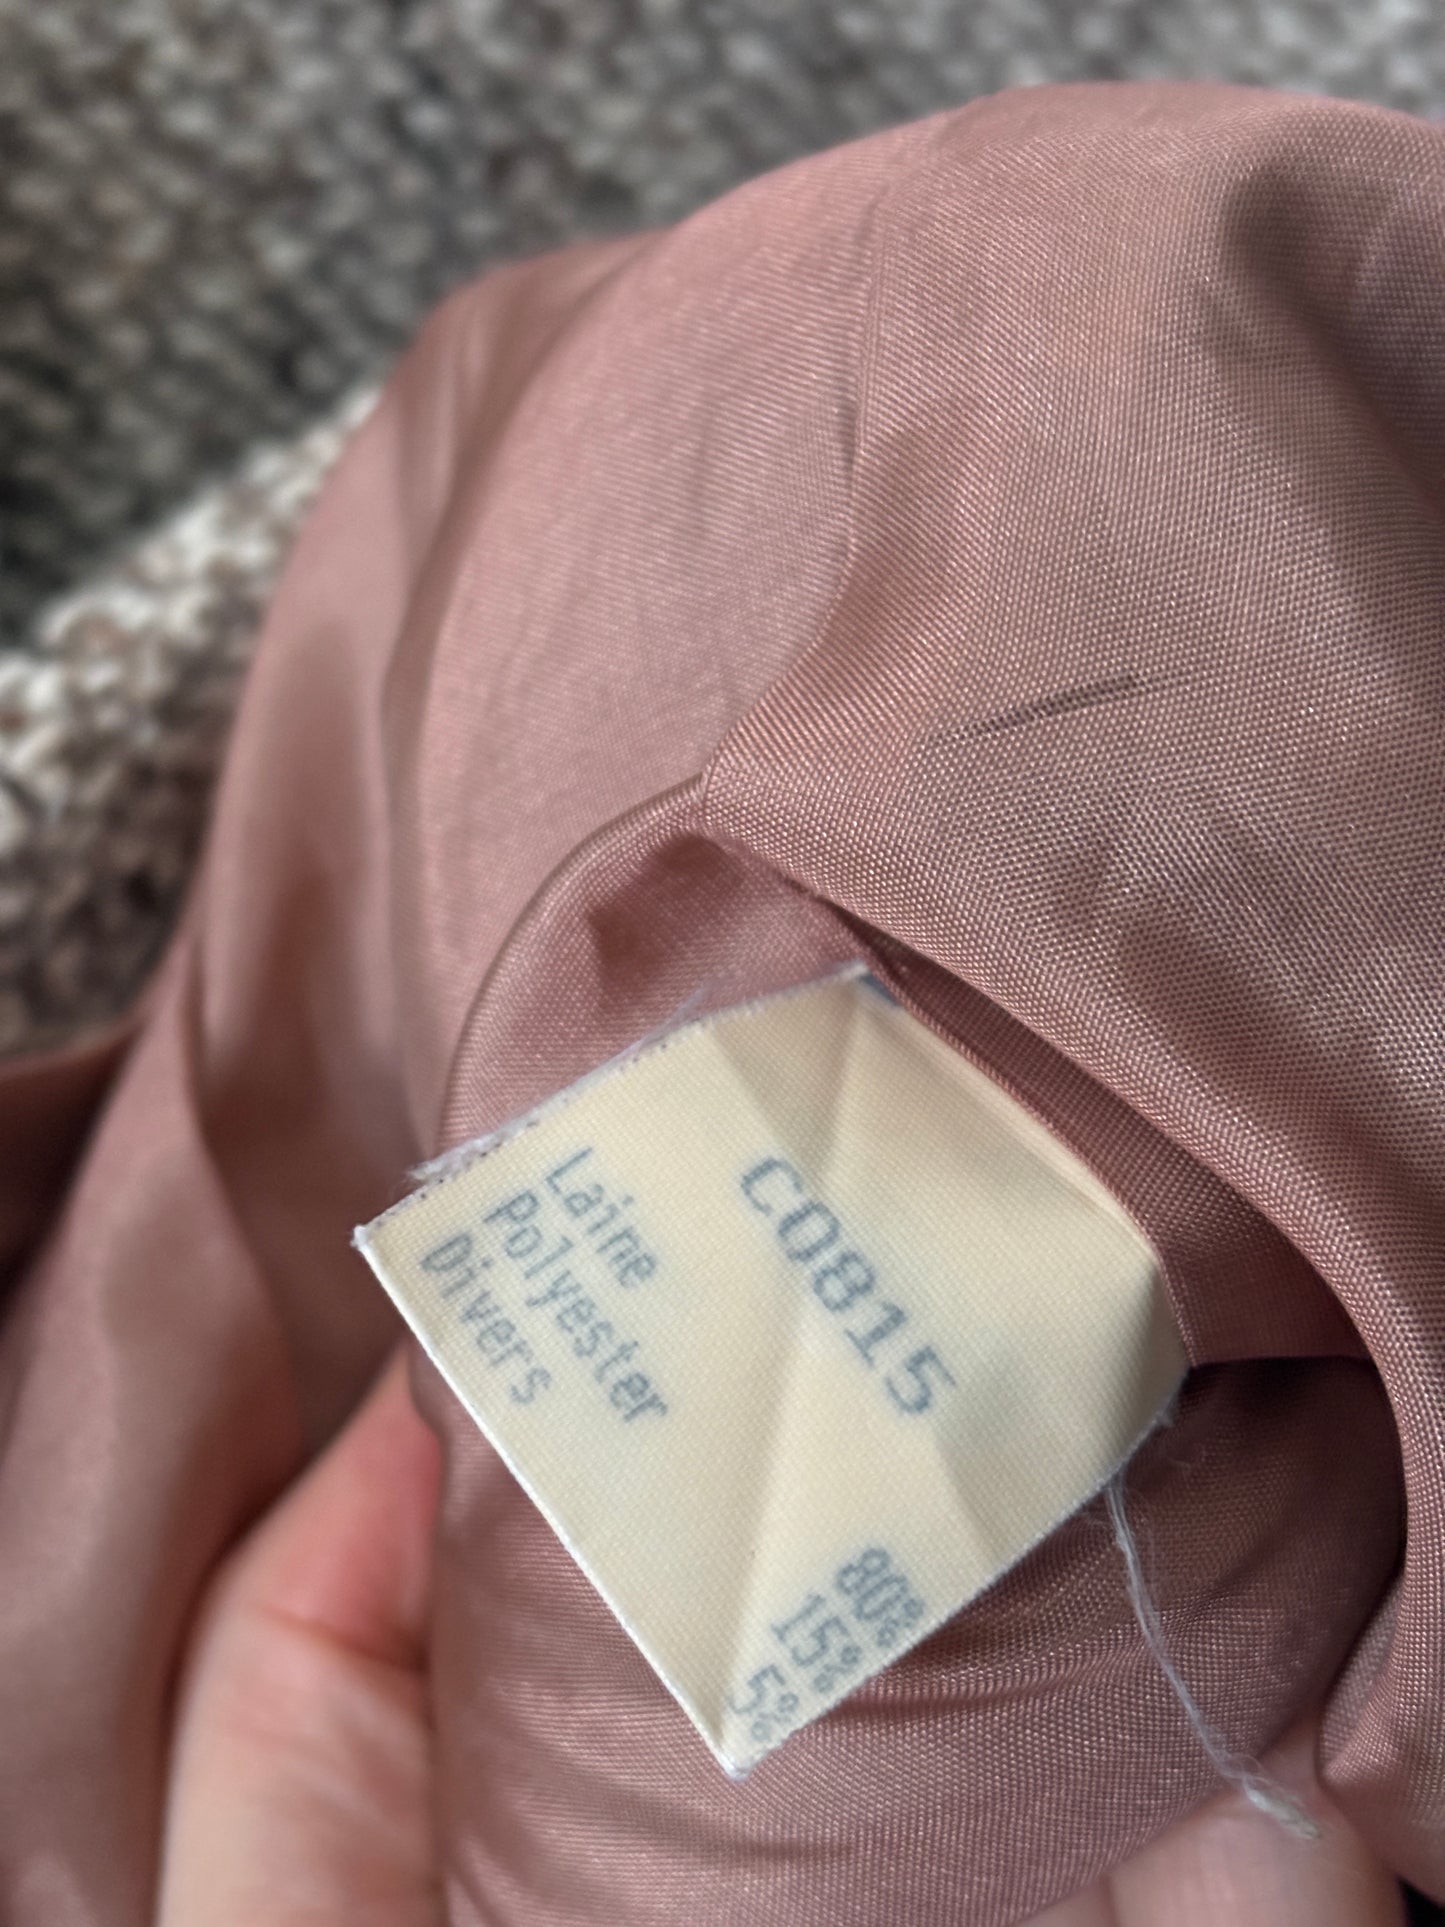 C0815
Laine 80%
Polyester 15%
Divers 5%